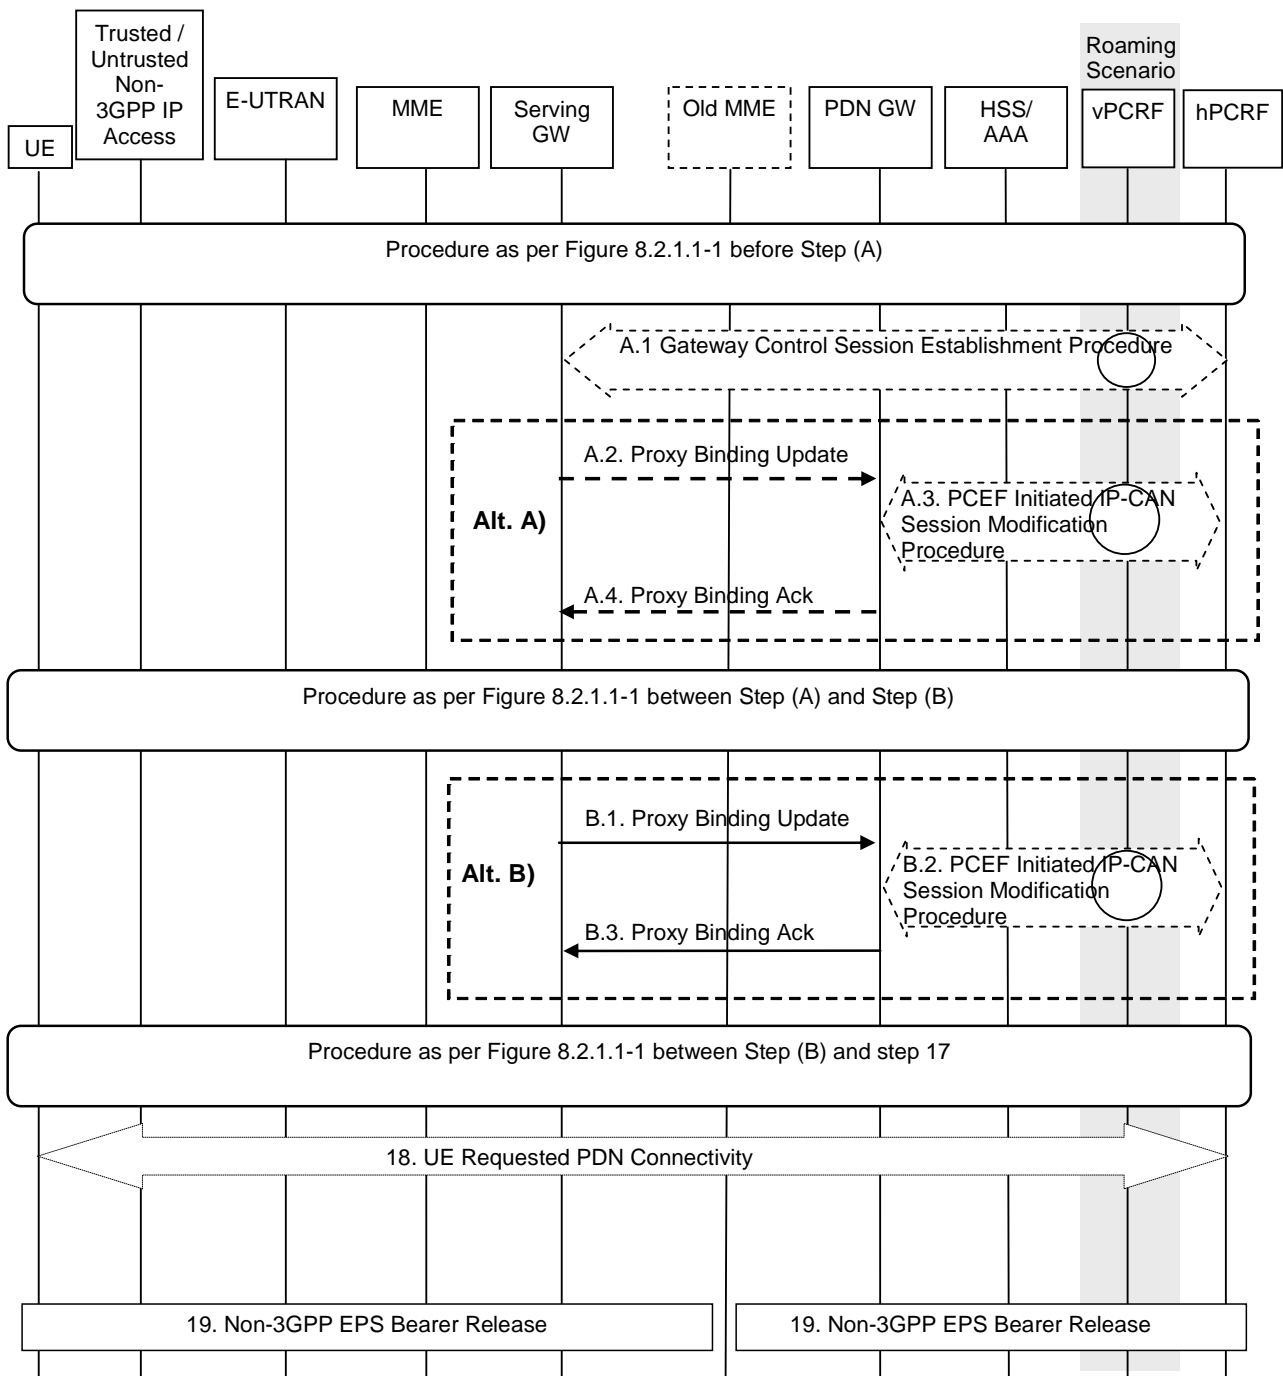 Trusted /
Untrusted
Non-
3GPP IP
Access
Roaming
Scenario
UE
E-UTRAN
MME
Serving
GW
Old MME
PDN GW
HSS/
AAA
vPCRF
hPCRF
Procedure as per Figure 8.2.1.1-1 before Step (A)
A.1 Gateway Control Session Establishment Procedure
Alt. A)
A.2. Proxy Binding Update
A.3. PCEF Initiated IP-CAN
Session Modification
Procedure
A.4. Proxy Binding Ack
Procedure as per Figure 8.2.1.1-1 between Step (A) and Step (B)
Alt. B)
B.1. Proxy Binding Update
B.2. PCEF Initiated IP-CAN
Session Modification
Procedure
B.3. Proxy Binding Ack
Procedure as per Figure 8.2.1.1-1 between Step (B) and step 17
18. UE Requested PDN Connectivity
19. Non-3GPP EPS Bearer Release
19. Non-3GPP EPS Bearer Release